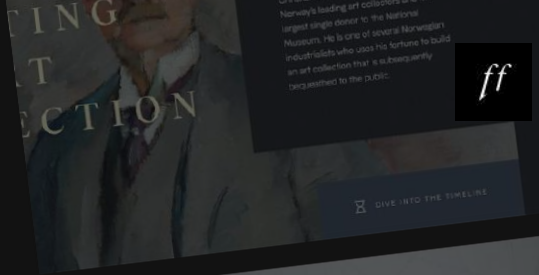 TING
T
ECTION
Norway's leading art collectors and
largest single donor to the National
Museum. He is one of several Norwegian
industrialists who uses his fortune to build
an art collection that is subsequently
bequeathed to the public.
ff
DIVE INTO THE TIMELINE